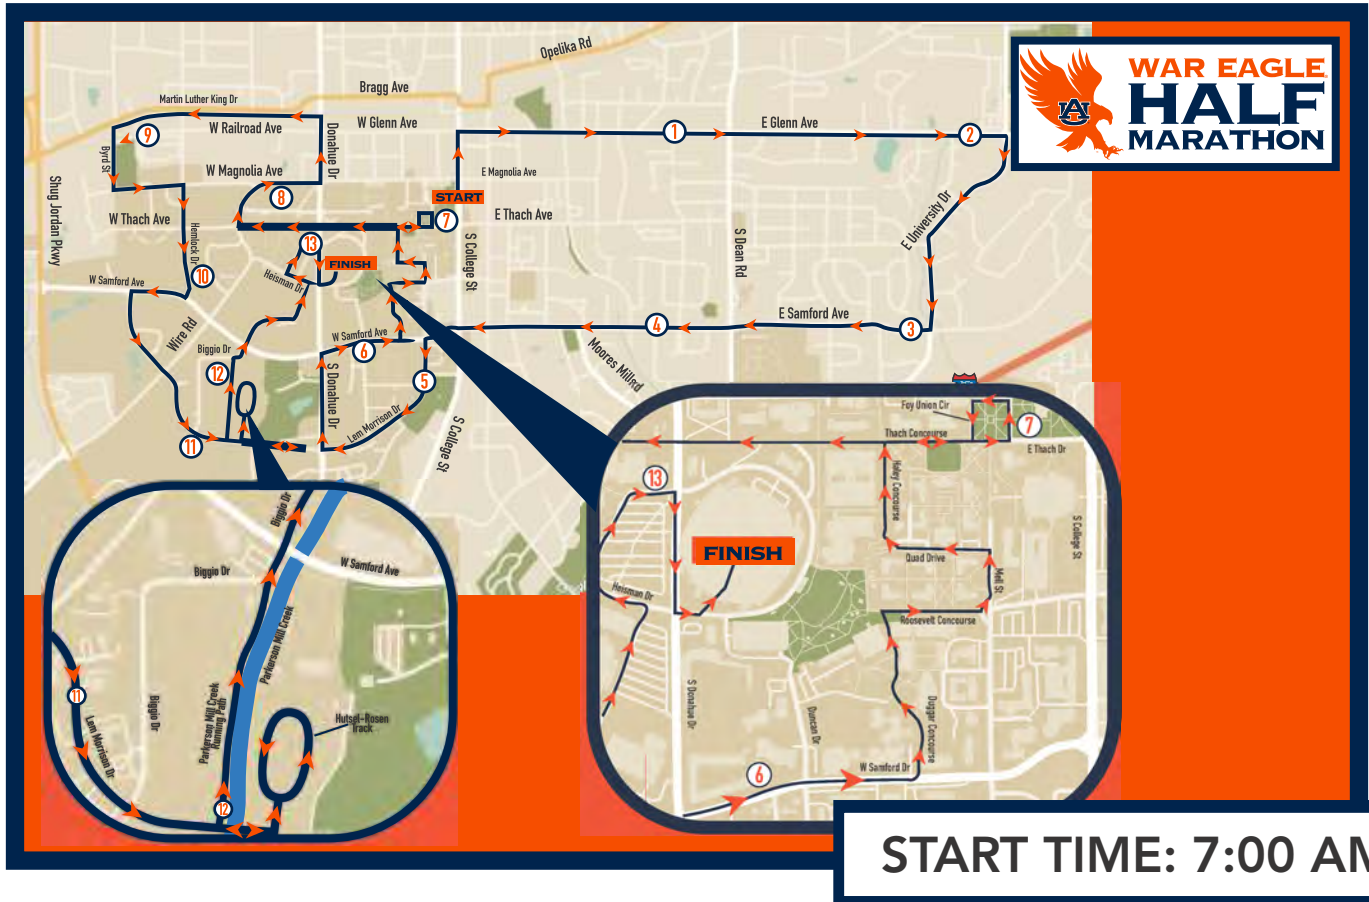 WAR EAGLE
HALF
MARATHON
Opelika Rd
Bragg Ave
Martin Luther King Dr
W Railroad Ave
W Glenn Ave
E Glenn Ave
Donahue Dr
Byrd St
W Magnolia Ave
E Magnolia Ave
START
W Thach Ave
E Thach Ave
Shug Jordan Pkwy
Hemlock Dr
S College St
S Dean Rd
E University Dr
FINISH
Heisman Dr
W Samford Ave
E Samford Ave
Wire Rd
Biggio Dr
W Samford Ave
S Donahue Dr
Lem Morrison Dr
S College St
Moores Mill Rd
1
2
3
4
5
6
7
8
9
10
11
12
13
Foy Union Cir
Thach Concourse
7
E Thach Dr
Haley Concourse
13
FINISH
S College St
Quad Drive
Mell St
Heisman Dr
Roosevelt Concourse
S Donahue Dr
Duncan Dr
Duggar Concourse
6
W Samford Dr
Biggio Dr
W Samford Ave
Biggio Dr
Parkerson Mill Creek
Parkerson Mill Creek
Running Path
11
Lem Morrison Dr
Biggio Dr
Hutsel-Rosen
Track
12
START TIME: 7:00 AM